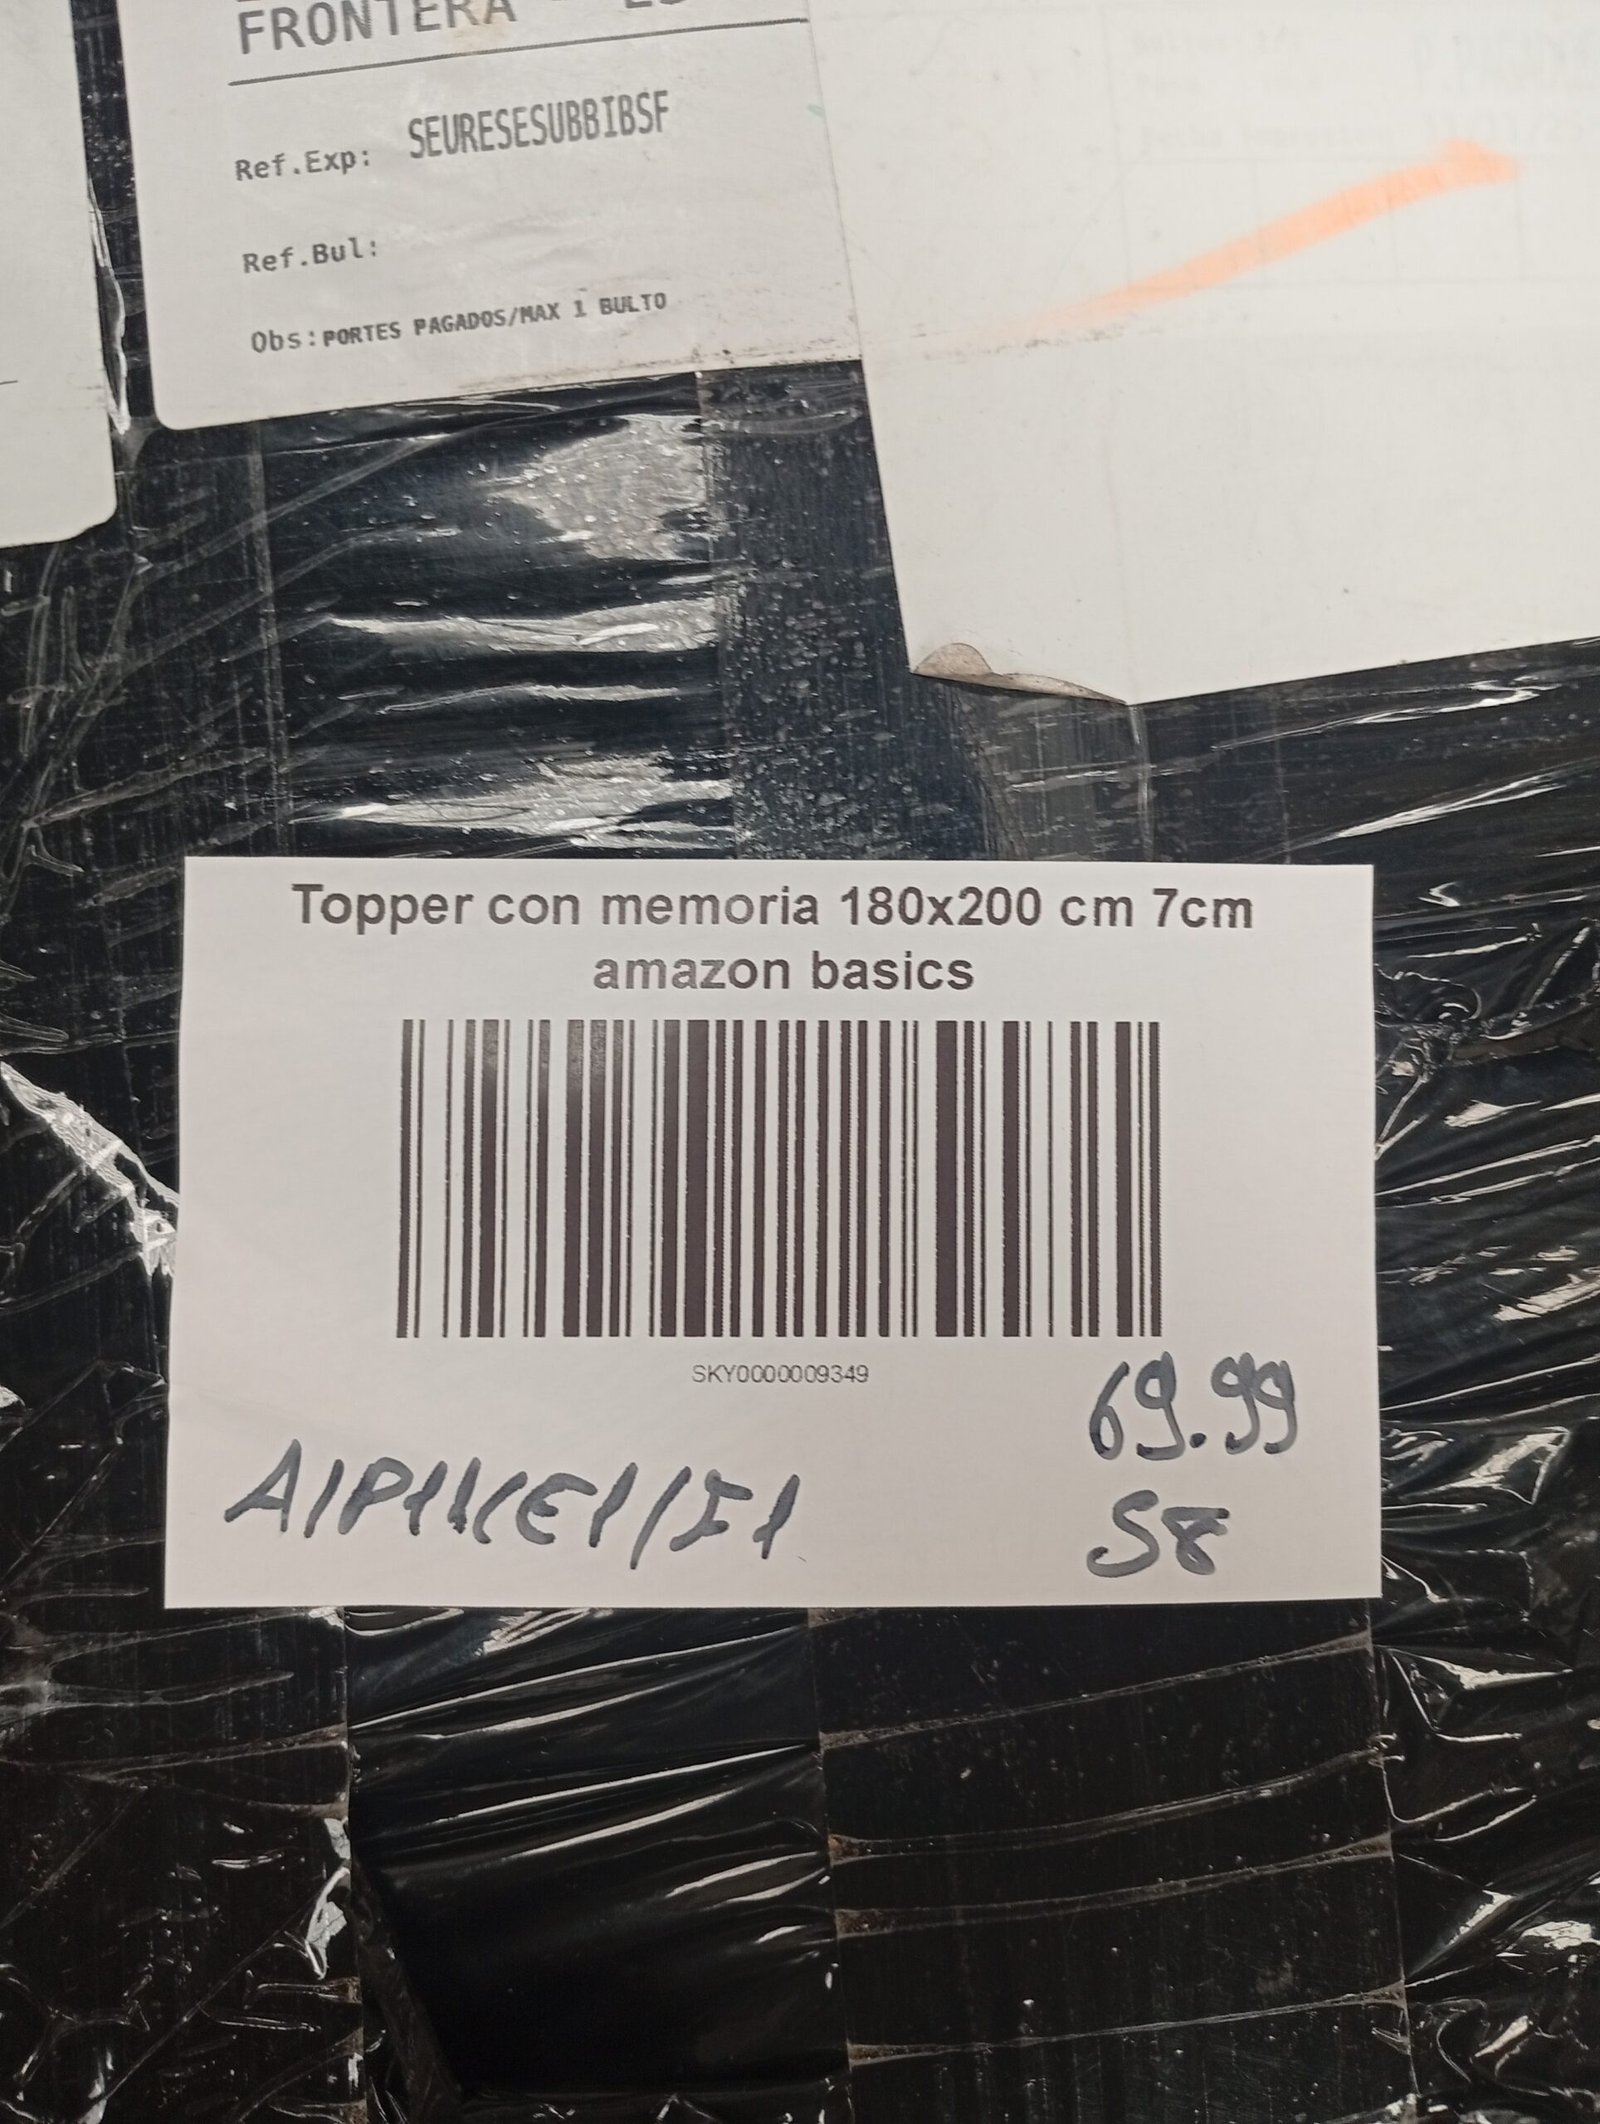 FRONTERA
Ref.Exp: SEURESESUBBIBSF
Ref.Bul:
Obs:PORTES PAGADOS/MAX 1 BULTO
Topper con memoria 180x200 cm 7cm
amazon basics
SKY0000009349
69.99
S8